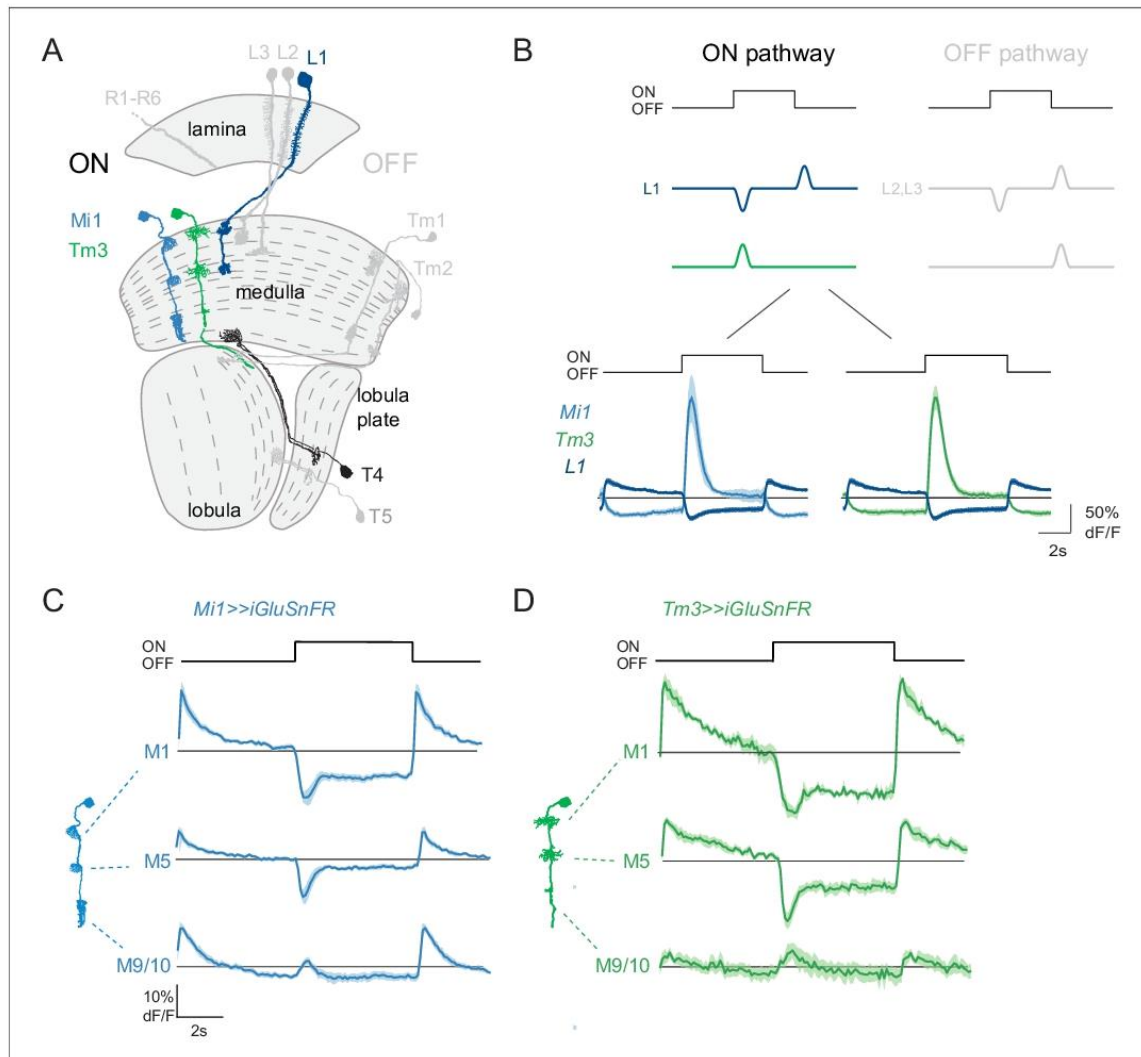 A
L3 L2 L1
R1-R6
lamina
ON
OFF
Mi1
Tm3
Tm1
Tm2
medulla
lobula
plate
T4
lobula
T5
B
ON pathway
OFF pathway
ON
OFF
L1
L2,L3
ON
OFF
ON
OFF
Mi1
Tm3
L1
50%
dF/F
2s
C
Mi1>>iGluSnFR
ON
OFF
M1
M5
M9/10
10%
dF/F
2s
D
Tm3>>iGluSnFR
ON
OFF
M1
M5
M9/10